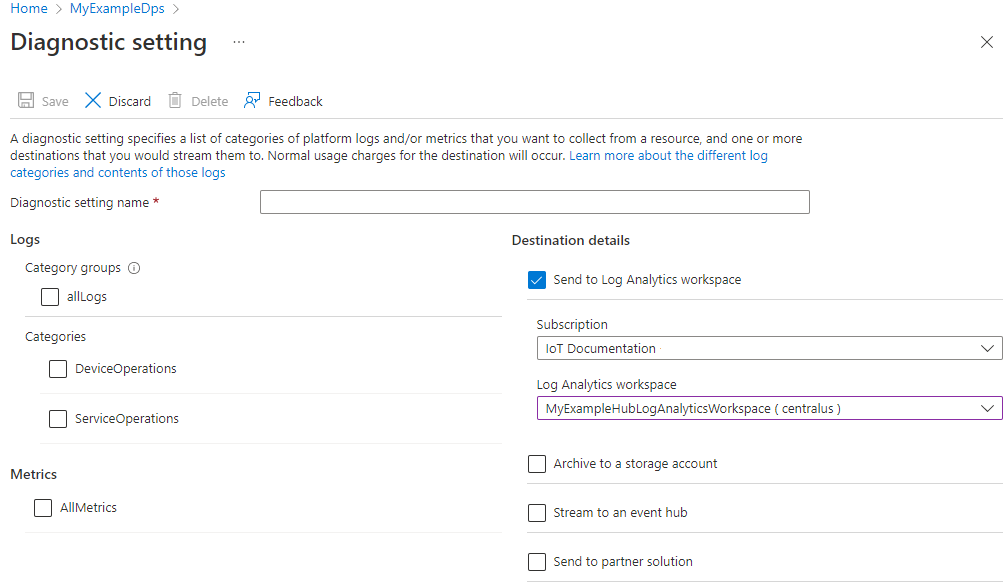 Home > MyExampleDps >
Diagnostic setting ...
Save Discard Delete Feedback
A diagnostic setting specifies a list of categories of platform logs and/or metrics that you want to collect from a resource, and one or more
destinations that you would stream them to. Normal usage charges for the destination will occur. Learn more about the different log
categories and contents of those logs
Diagnostic setting name *
Logs
Category groups
allLogs
Categories
DeviceOperations
ServiceOperations
Metrics
AllMetrics
Destination details
Send to Log Analytics workspace
Subscription
IoT Documentation
Log Analytics workspace
MyExampleHubLogAnalyticsWorkspace ( centralus )
Archive to a storage account
Stream to an event hub
Send to partner solution